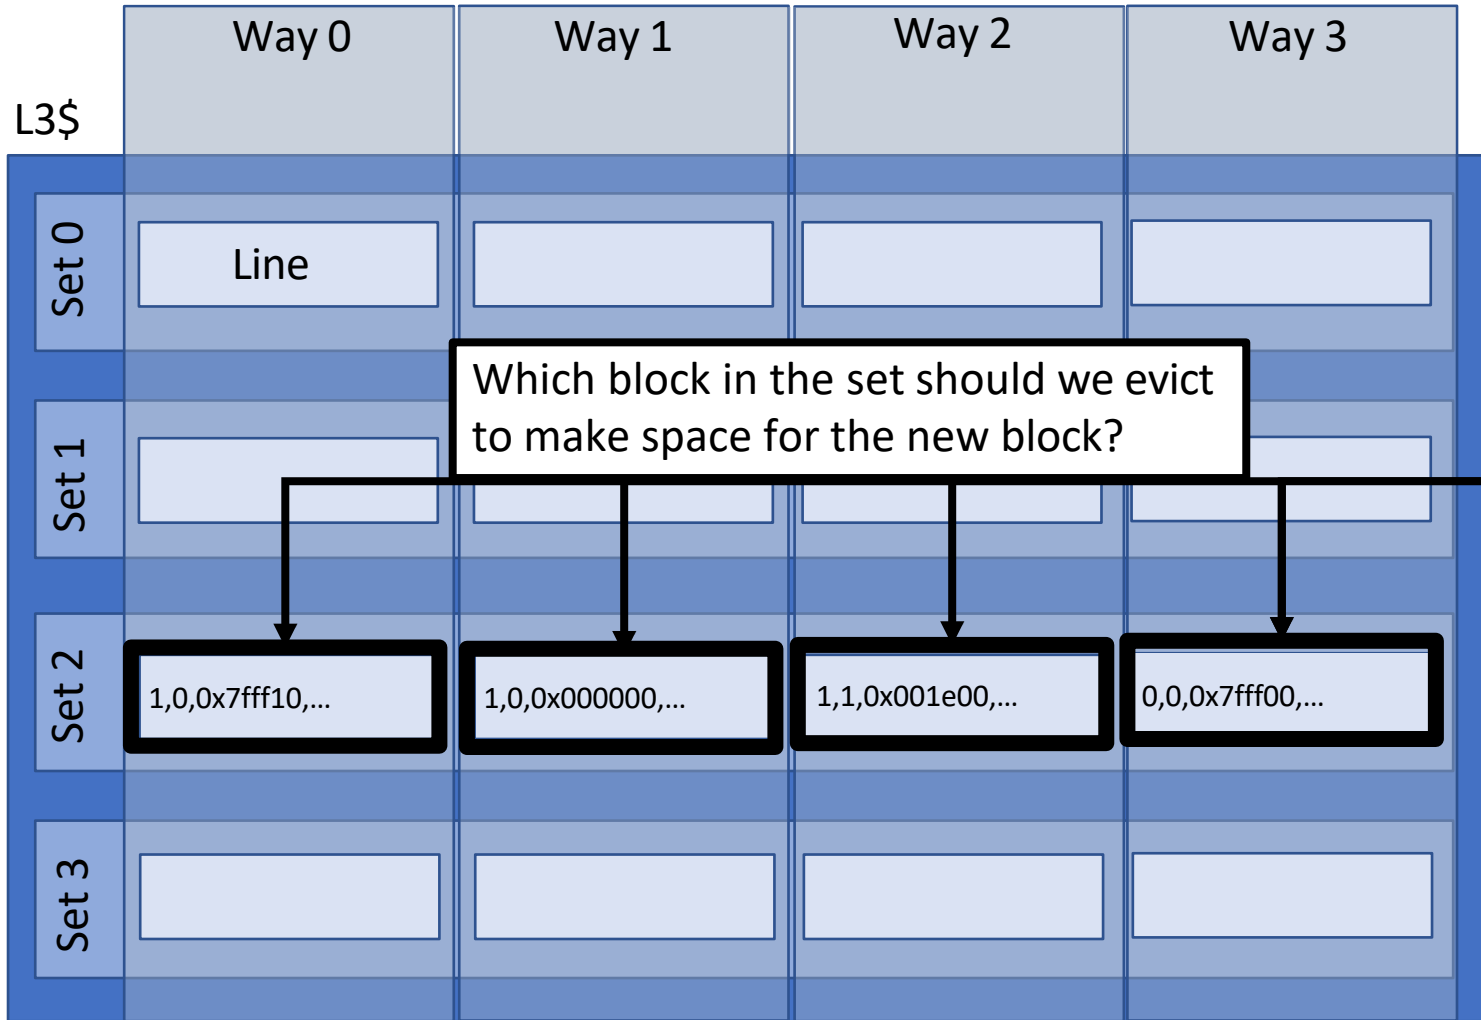 Way 0
Way 1
Way 2
Way 3
L3$
Set 0
Line
Which block in the set should we evict
to make space for the new block?
Set 1
Set 2
1,0,0x7fff10,...
1,0,0x000000,...
1,1,0x001e00,...
0,0,0x7fff00,...
Set 3